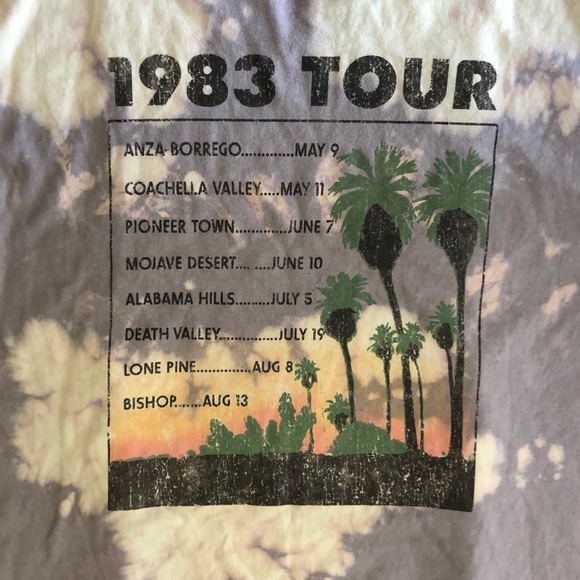 1983 TOUR
ANZA-BORREGO.............MAY 9
COACHELLA VALLEY.....MAY 11
PIONEER TOWN.............JUNE 7
MOJAVE DESERT.........JUNE 10
ALABAMA HILLS.........JULY 5
DEATH VALLEY...............JULY 19
LONE PINE..............AUG 8
BISHOP.......AUG 13